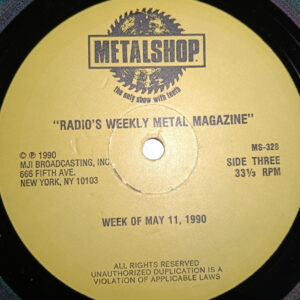 METALSHOP.
the only show with teeth
"RADIO'S WEEKLY METAL MAGAZINE"
MS-328
© ℗ 1990
MJI BROADCASTING, INC.
666 FIFTH AVE.
NEW YORK, NY 10103
SIDE THREE
33⅓ RPM
WEEK OF MAY 11, 1990
ALL RIGHTS RESERVED
UNAUTHORIZED DUPLICATION IS A
VIOLATION OF APPLICABLE LAWS